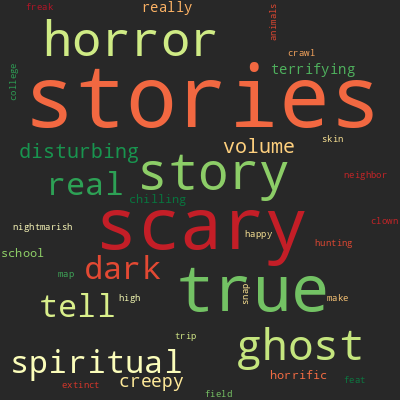 freak
really
animals
horror
crawl
college
stories
terrifying
skin
disturbing
volume
story
real
neighbor
chilling
scary
clown
nightmarish
happy
hunting
school
dark
map
true
snap
tell
high
make
trip
ghost
spiritual
creepy
horrific
extinct
feat
field